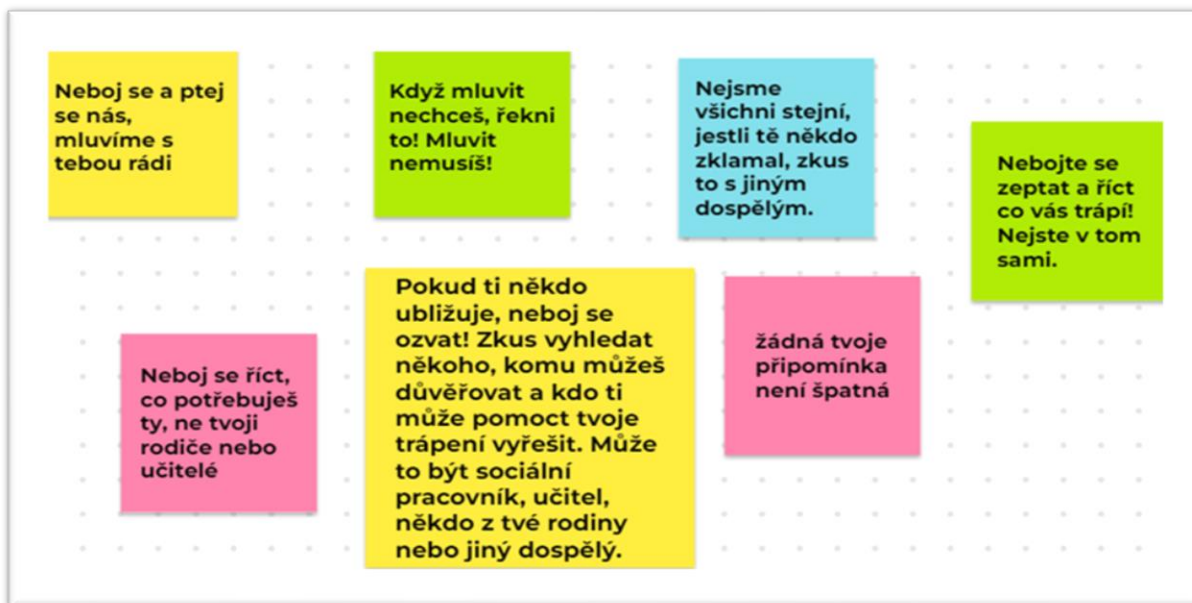 Neboj se a ptej
se nás,
mluvíme s
tebou rádi
Když mluvit
nechceš, řekni
to! Mluvit
nemusíš!
Nejsme
všichni stejní,
jestli tě někdo
zklamal, zkus
to s jiným
dospělým.
Nebojte se
zeptat a říct
co vás trápí!
Nejste v tom
sami.
Neboj se říct,
co potřebuješ
ty, ne tvoji
rodiče nebo
učitelé
Pokud ti někdo
ubližuje, neboj se
ozvat! Zkus vyhledat
někoho, komu můžeš
důvěřovat a kdo ti
může pomoct tvoje
trápení vyřešit. Může
to být sociální
pracovník, učitel,
někdo z tvé rodiny
nebo jiný dospělý.
žádná tvoje
připomínka
není špatná